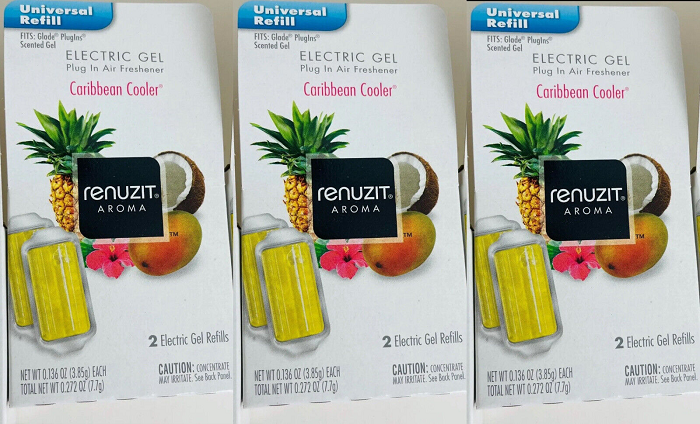 Universal
Refill
FITS: Glade® PlugIns®
Scented Gel
ELECTRIC GEL
Plug In Air Freshener
Caribbean Cooler®
renuzit®
AROMA
TM
2 Electric Gel Refills
NET WT 0.136 OZ (3.85g) EACH
TOTAL NET WT 0.272 OZ (7.7g)
CAUTION: CONCENTRATE
MAY IRRITATE. See Back Panel.
Universal
Refill
FITS: Glade® PlugIns®
Scented Gel
ELECTRIC GEL
Plug In Air Freshener
Caribbean Cooler®
renuzit®
AROMA
TM
2 Electric Gel Refills
NET WT 0.136 OZ (3.85g) EACH
TOTAL NET WT 0.272 OZ (7.7g)
CAUTION: CONCENTRATE
MAY IRRITATE. See Back Panel.
Universal
Refill
FITS: Glade® PlugIns®
Scented Gel
ELECTRIC GEL
Plug In Air Freshener
Caribbean Cooler®
renuzit®
AROMA
TM
2 Electric Gel Refills
NET WT 0.136 OZ (3.85g) EACH
TOTAL NET WT 0.272 OZ (7.7g)
CAUTION: CONCENTRATE
MAY IRRITATE. See Back Panel.